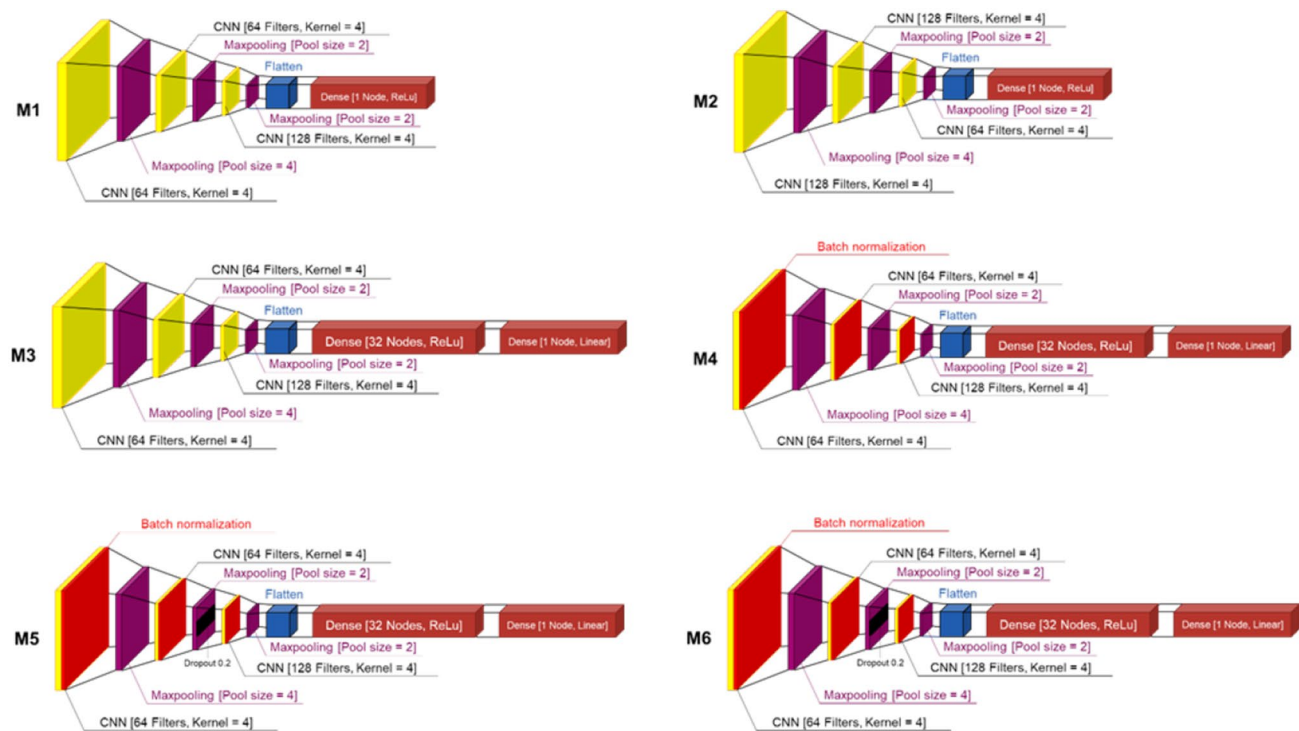 M1
CNN [64 Filters, Kernel = 4]
Maxpooling [Pool size = 2]
Flatten
Dense [1 Node, ReLu]
Maxpooling [Pool size = 2]
CNN [128 Filters, Kernel = 4]
Maxpooling [Pool size = 4]
CNN [64 Filters, Kernel = 4]
M2
CNN [128 Filters, Kernel = 4]
Maxpooling [Pool size = 2]
Flatten
Dense [1 Node, ReLu]
Maxpooling [Pool size = 2]
CNN [64 Filters, Kernel = 4]
Maxpooling [Pool size = 4]
CNN [128 Filters, Kernel = 4]
M3
CNN [64 Filters, Kernel = 4]
Maxpooling [Pool size = 2]
Flatten
Dense [32 Nodes, ReLu]
Dense [1 Node, Linear]
Maxpooling [Pool size = 2]
CNN [128 Filters, Kernel = 4]
Maxpooling [Pool size = 4]
CNN [64 Filters, Kernel = 4]
M4
Batch normalization
CNN [64 Filters, Kernel = 4]
Maxpooling [Pool size = 2]
Flatten
Dense [32 Nodes, ReLu]
Dense [1 Node, Linear]
Maxpooling [Pool size = 2]
CNN [128 Filters, Kernel = 4]
Maxpooling [Pool size = 4]
CNN [64 Filters, Kernel = 4]
M5
Batch normalization
CNN [64 Filters, Kernel = 4]
Maxpooling [Pool size = 2]
Flatten
Dense [32 Nodes, ReLu]
Dense [1 Node, Linear]
Maxpooling [Pool size = 2]
Dropout 0.2
CNN [128 Filters, Kernel = 4]
Maxpooling [Pool size = 4]
CNN [64 Filters, Kernel = 4]
M6
Batch normalization
CNN [64 Filters, Kernel = 4]
Maxpooling [Pool size = 2]
Flatten
Dense [32 Nodes, ReLu]
Dense [1 Node, Linear]
Maxpooling [Pool size = 2]
Dropout 0.2
CNN [128 Filters, Kernel = 4]
Maxpooling [Pool size = 4]
CNN [64 Filters, Kernel = 4]